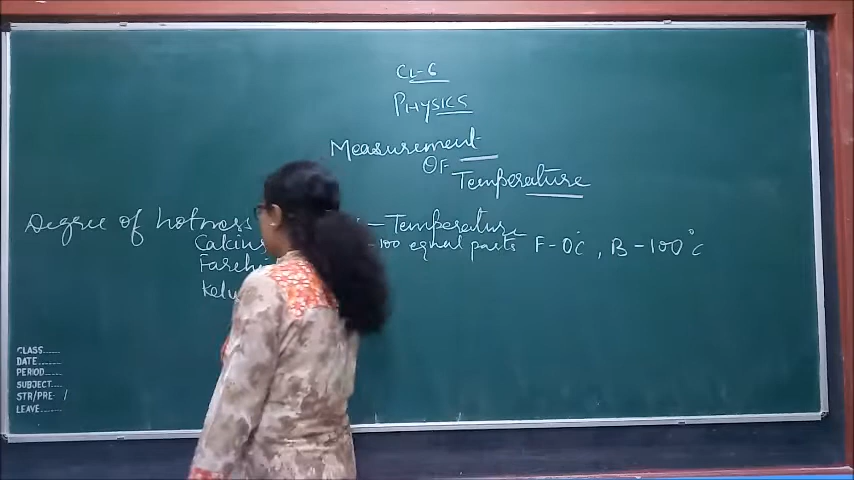 CL-6
PHYSICS
Measurement
OF
Temperature
Degree of hotness — Temperature
Calcius -100 equal parts F-0°C , B-100°C
CLASS......
DATE.......
PERIOD.....
SUBJECT....
STR/PRE /
LEAVE.....